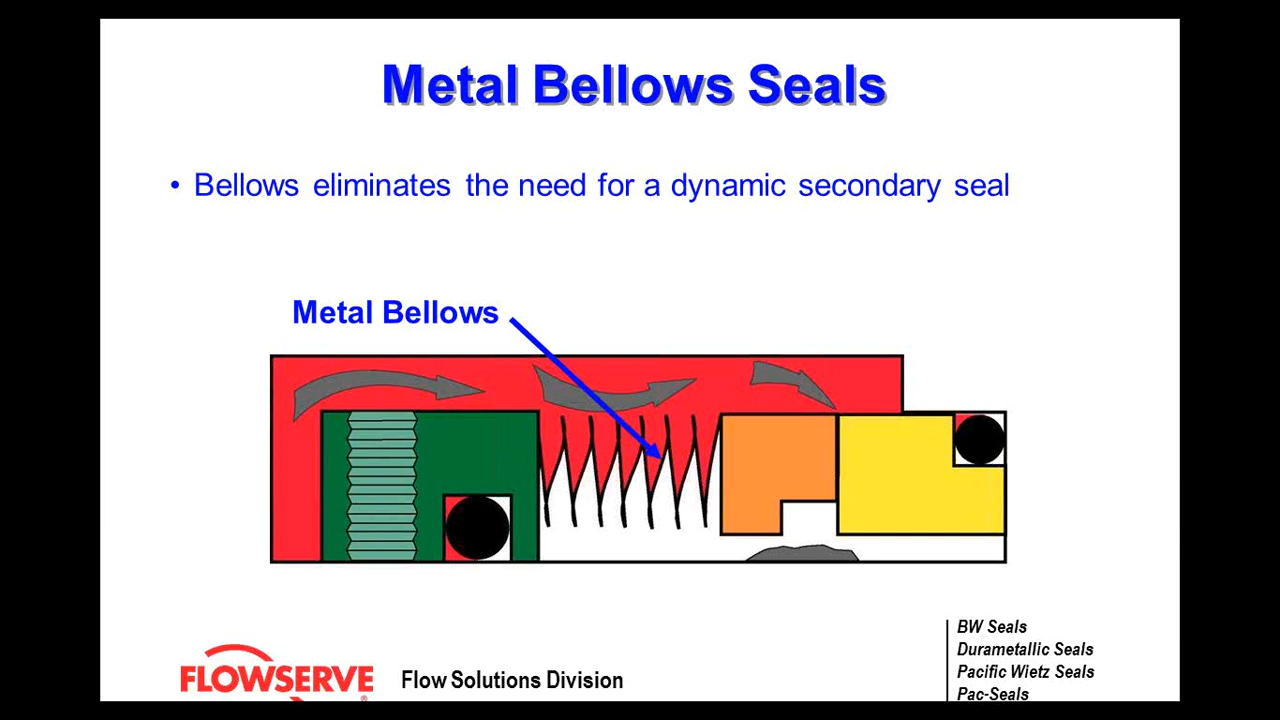 Metal Bellows Seals
• Bellows eliminates the need for a dynamic secondary seal
Metal Bellows
FLOWSERVE
®
Flow Solutions Division
BW Seals
Durametallic Seals
Pacific Wietz Seals
Pac-Seals